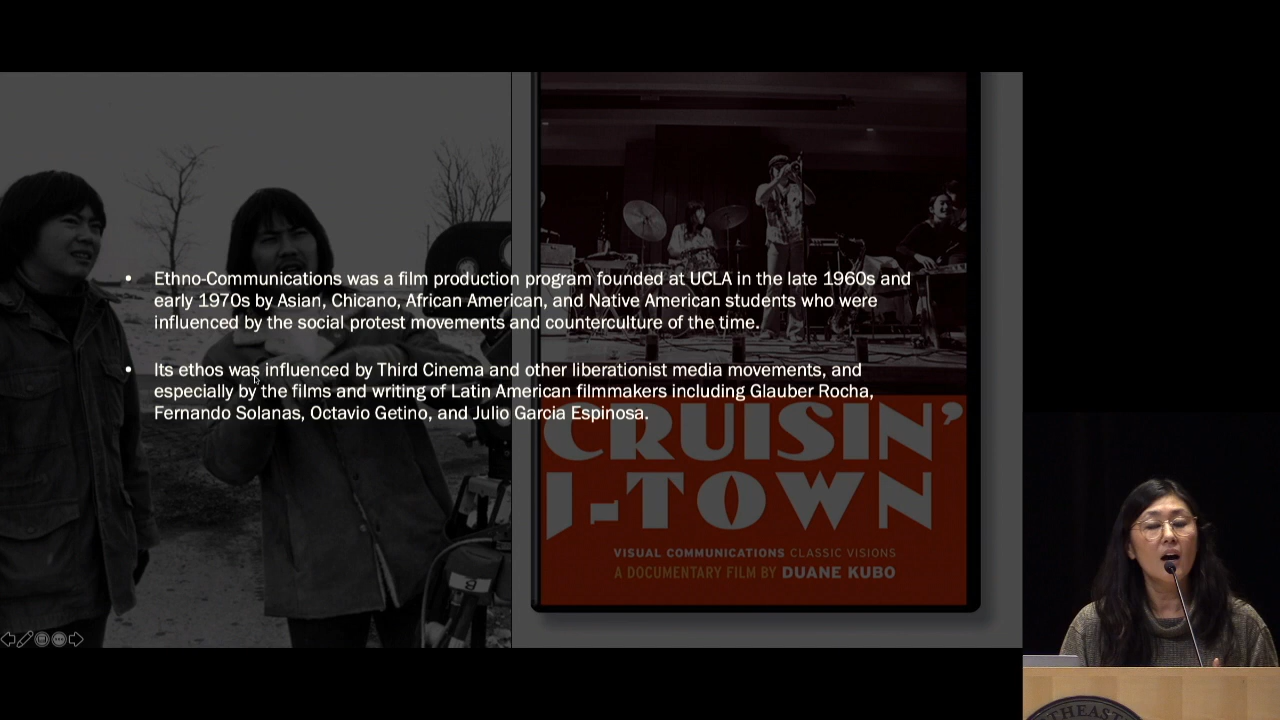 Ethno-Communications was a film production program founded at UCLA in the late 1960s and
early 1970s by Asian, Chicano, African American, and Native American students who were
influenced by the social protest movements and counterculture of the time.
Its ethos was influenced by Third Cinema and other liberationist media movements, and
especially by the films and writing of Latin American filmmakers including Glauber Rocha,
Fernando Solanas, Octavio Getino, and Julio Garcia Espinosa.
CRUISIN'
J-TOWN
VISUAL COMMUNICATIONS CLASSIC VISIONS
A DOCUMENTARY FILM BY DUANE KUBO
9